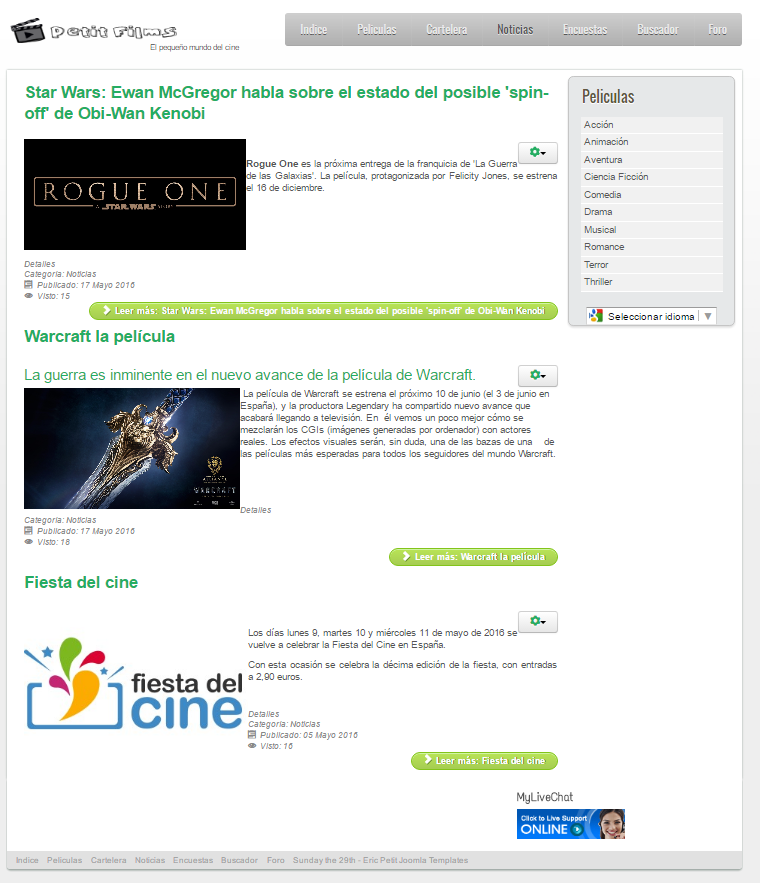 Petit Films
El pequeño mundo del cine
Indice Peliculas Cartelera Noticias Encuestas Buscador Foro
Star Wars: Ewan McGregor habla sobre el estado del posible 'spin-
off' de Obi-Wan Kenobi
ROGUE ONE
A STAR WARS STORY
Rogue One es la próxima entrega de la franquicia de 'La Guerra
de las Galaxias'. La película, protagonizada por Felicity Jones, se estrena
el 16 de diciembre.
Detalles
Categoría: Noticias
Publicado: 17 Mayo 2016
Visto: 15
Leer más: Star Wars: Ewan McGregor habla sobre el estado del posible 'spin-off' de Obi-Wan Kenobi
Warcraft la película
La guerra es inminente en el nuevo avance de la película de Warcraft.
La película de Warcraft se estrena el próximo 10 de junio (el 3 de junio en
España), y la productora Legendary ha compartido nuevo avance que
acabará llegando a televisión. En él vemos un poco mejor cómo se
mezclarán los CGIs (imágenes generadas por ordenador) con actores
reales. Los efectos visuales serán, sin duda, una de las bazas de una de
las películas más esperadas para todos los seguidores del mundo Warcraft.
ALLIANCE
WARCRAFT
Detalles
Categoría: Noticias
Publicado: 17 Mayo 2016
Visto: 18
Leer más: Warcraft la película
Fiesta del cine
fiesta del
cine
Los días lunes 9, martes 10 y miércoles 11 de mayo de 2016 se
vuelve a celebrar la Fiesta del Cine en España.
Con esta ocasión se celebra la décima edición de la fiesta, con entradas
a 2,90 euros.
Detalles
Categoría: Noticias
Publicado: 05 Mayo 2016
Visto: 16
Leer más: Fiesta del cine
Peliculas
Acción
Animación
Aventura
Ciencia Ficción
Comedia
Drama
Musical
Romance
Terror
Thriller
Seleccionar idioma
MyLiveChat
Click to Live Support
ONLINE
Indice Peliculas Cartelera Noticias Encuestas Buscador Foro Sunday the 29th - Eric Petit Joomla Templates